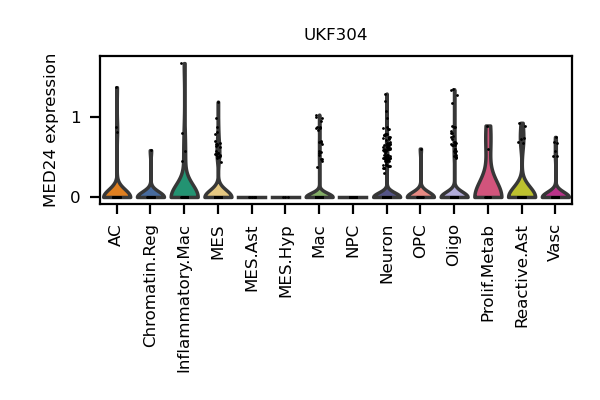 UKF304
MED24 expression
1
0
AC
Chromatin.Reg
Inflammatory.Mac
MES
MES.Ast
MES.Hyp
Mac
NPC
Neuron
OPC
Oligo
Prolif.Metab
Reactive.Ast
Vasc